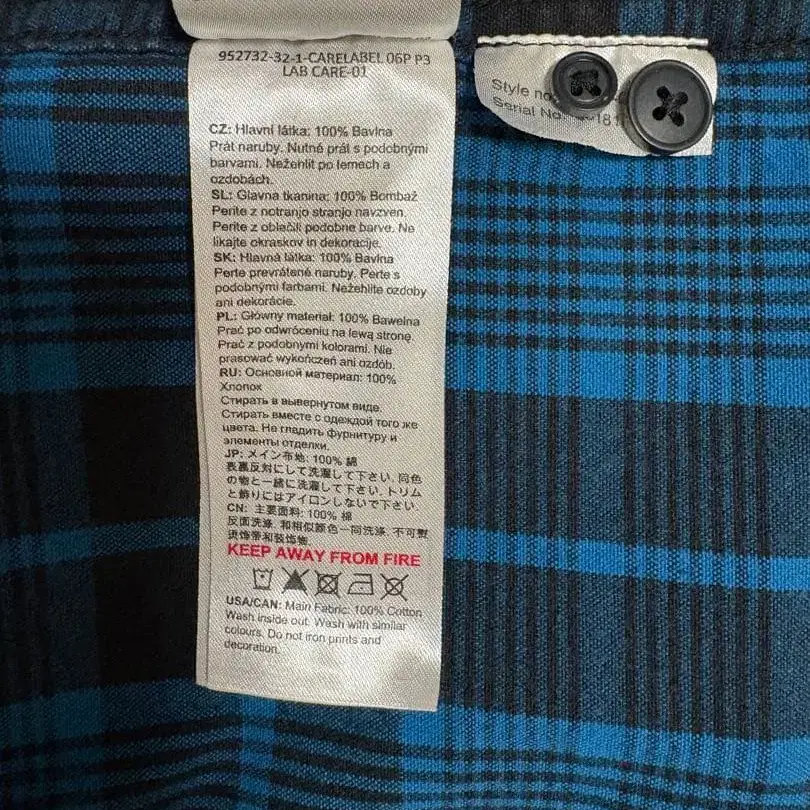 952732-32-1-CARELABEL 06P P3
LAB CARE-01
CZ: Hlavní látka: 100% Bavlna
Prát naruby. Nutné prát s podobnými
barvami. Nežehlit po lemech a
ozdobách.
SL: Glavna tkanina: 100% Bombaž
Perite z notranjo stranjo navzven.
Perite z oblačili podobne barve. Ne
likajte okraskov in dekoracije.
SK: Hlavná látka: 100% Bavlna
Perte prevrátené naruby. Perte s
podobnými farbami. Nežehlite ozdoby
ani dekorácie.
PL: Główny materiał: 100% Bawełna
Prać po odwróceniu na lewą stronę.
Prać z podobnymi kolorami. Nie
prasować wykończeń ani ozdób.
RU: Основной материал: 100%
Хлопок
Стирать в вывернутом виде.
Стирать вместе с одеждой того же
цвета. Не гладить фурнитуру и
элементы отделки.
JP: メイン布地: 100% 綿
表裏反対にして洗濯して下さい. 同色
の物と一緒に洗濯して下さい. トリム
と飾りにはアイロンしないで下さい.
CN: 主要面料: 100% 棉
反面洗涤. 和相似颜色一同洗涤. 不可熨
烫饰带和装饰物.
KEEP AWAY FROM FIRE
USA/CAN: Main Fabric: 100% Cotton
Wash inside out. Wash with similar
colours. Do not iron prints and
decoration.
Style no
Serial No